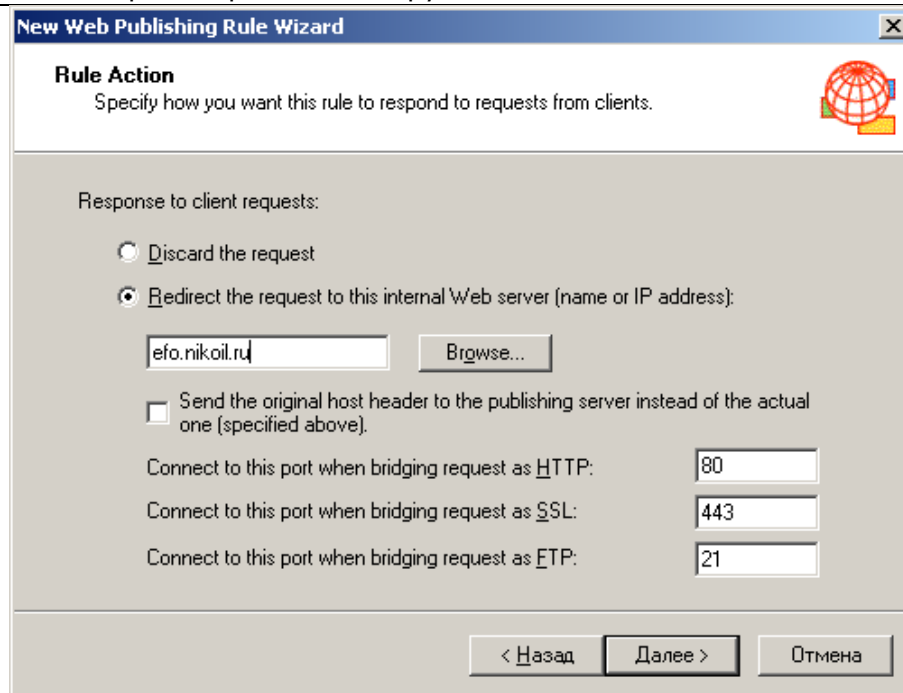 New Web Publishing Rule Wizard
Rule Action
Specify how you want this rule to respond to requests from clients.
Response to client requests:
Discard the request
Redirect the request to this internal Web server (name or IP address):
efo.nikoil.ru
Browse...
Send the original host header to the publishing server instead of the actual
one (specified above).
Connect to this port when bridging request as HTTP: 80
Connect to this port when bridging request as SSL: 443
Connect to this port when bridging request as FTP: 21
< Назад Далее > Отмена